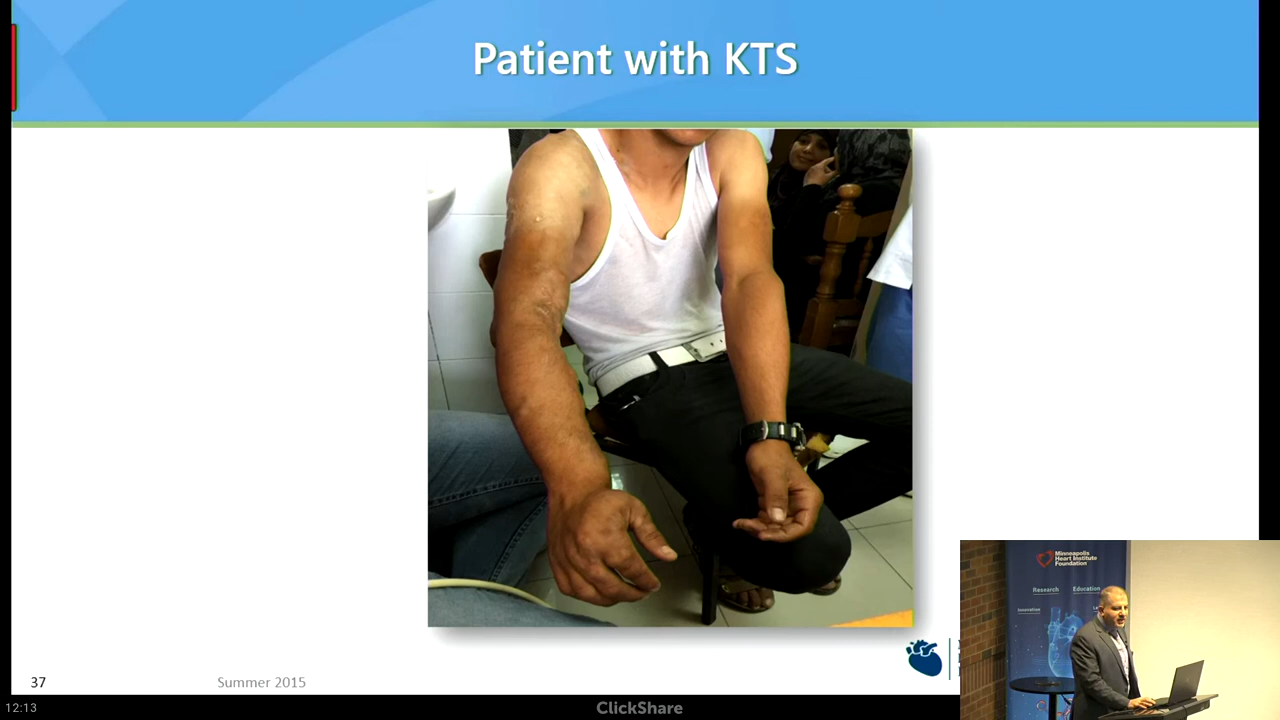 Patient with KTS
Minneapolis
Heart Institute
Foundation
Research
Education
Innovation
37
Summer 2015
12:13
ClickShare